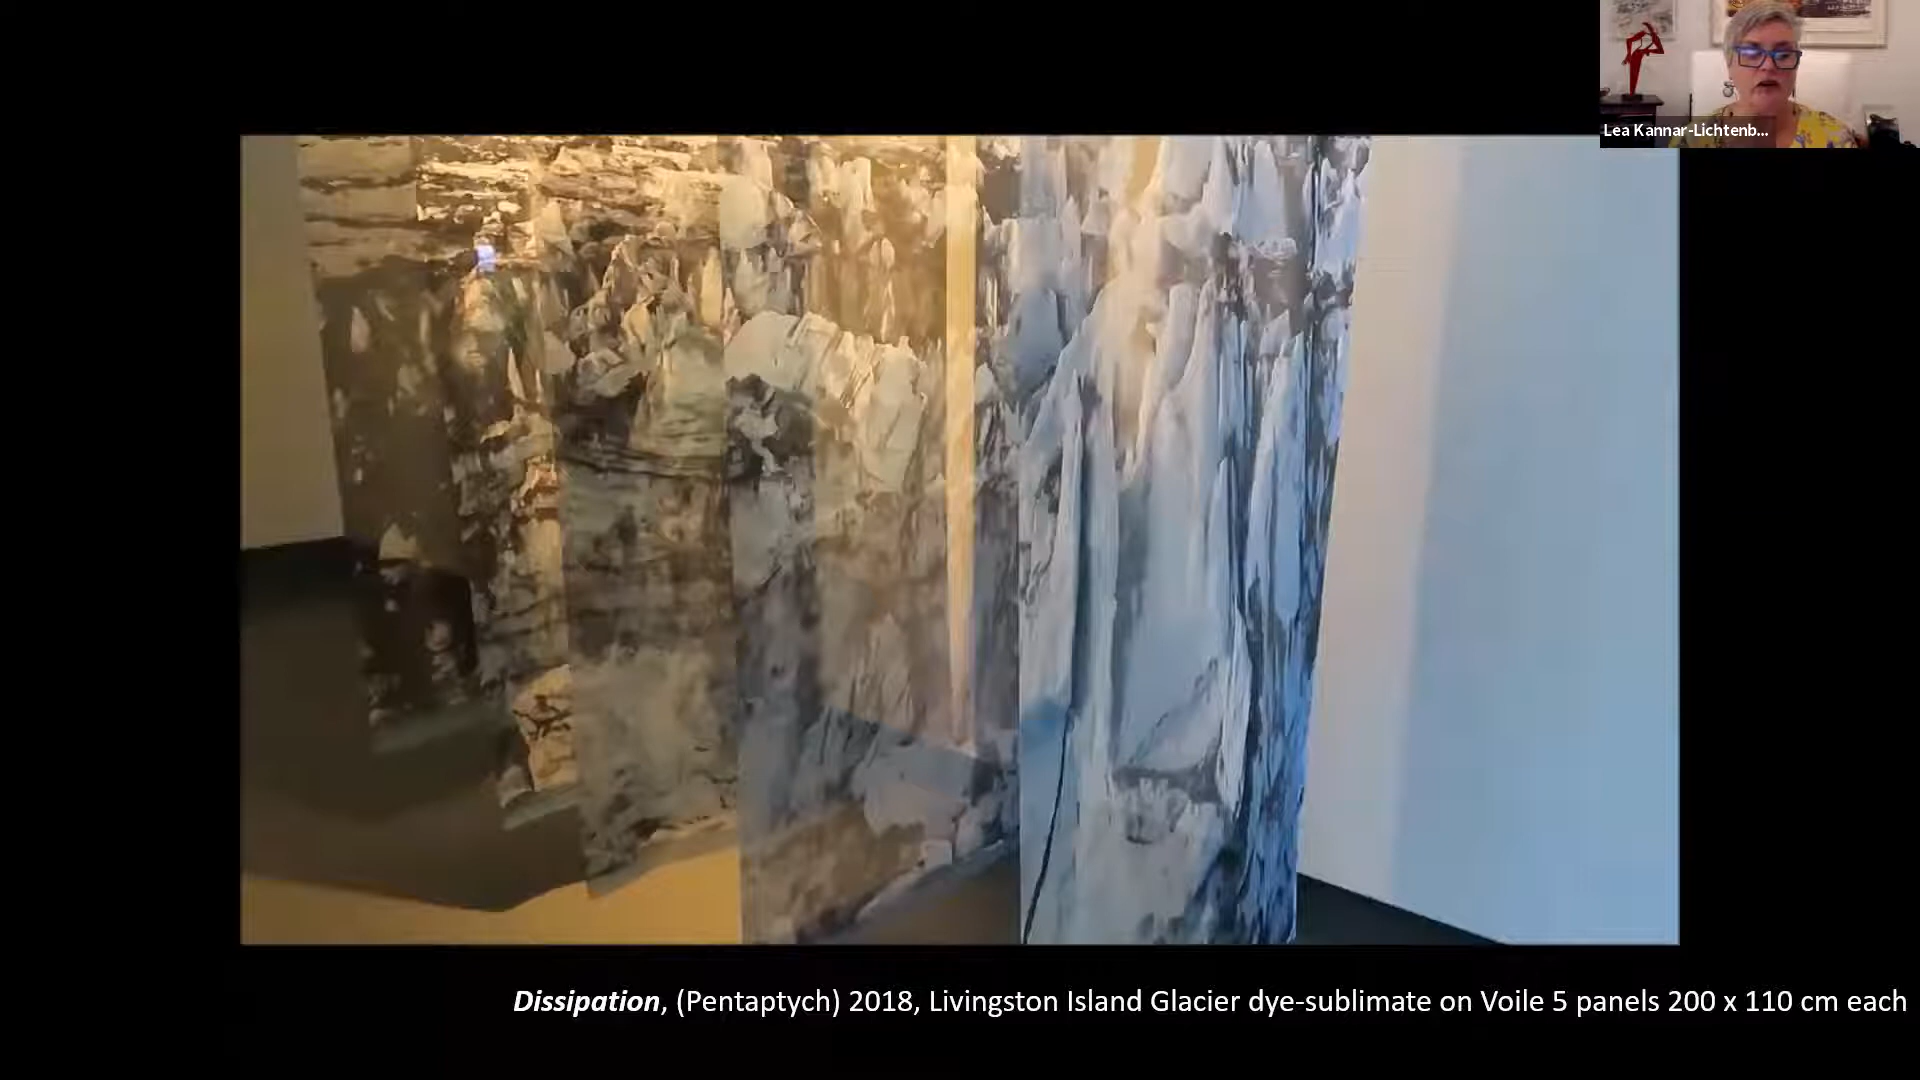 Lea Kannar-Lichtenb...
Dissipation, (Pentaptych) 2018, Livingston Island Glacier dye-sublimate on Voile 5 panels 200 x 110 cm each